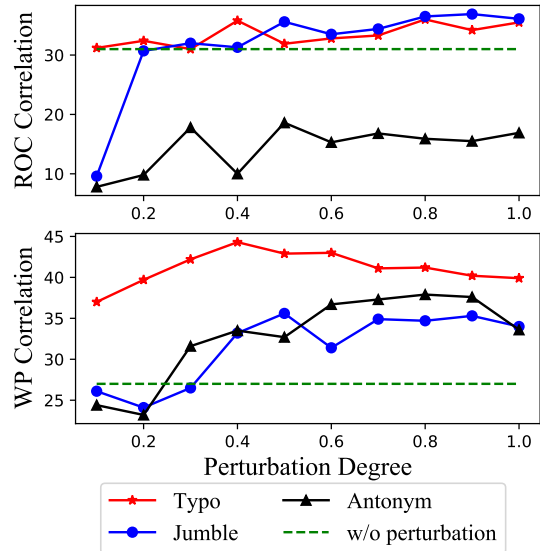 ROC Correlation
30
20
10
0.2 0.4 0.6 0.8 1.0
WP Correlation
45
40
35
30
25
0.2 0.4 0.6 0.8 1.0
Perturbation Degree
Typo Antonym
Jumble w/o perturbation